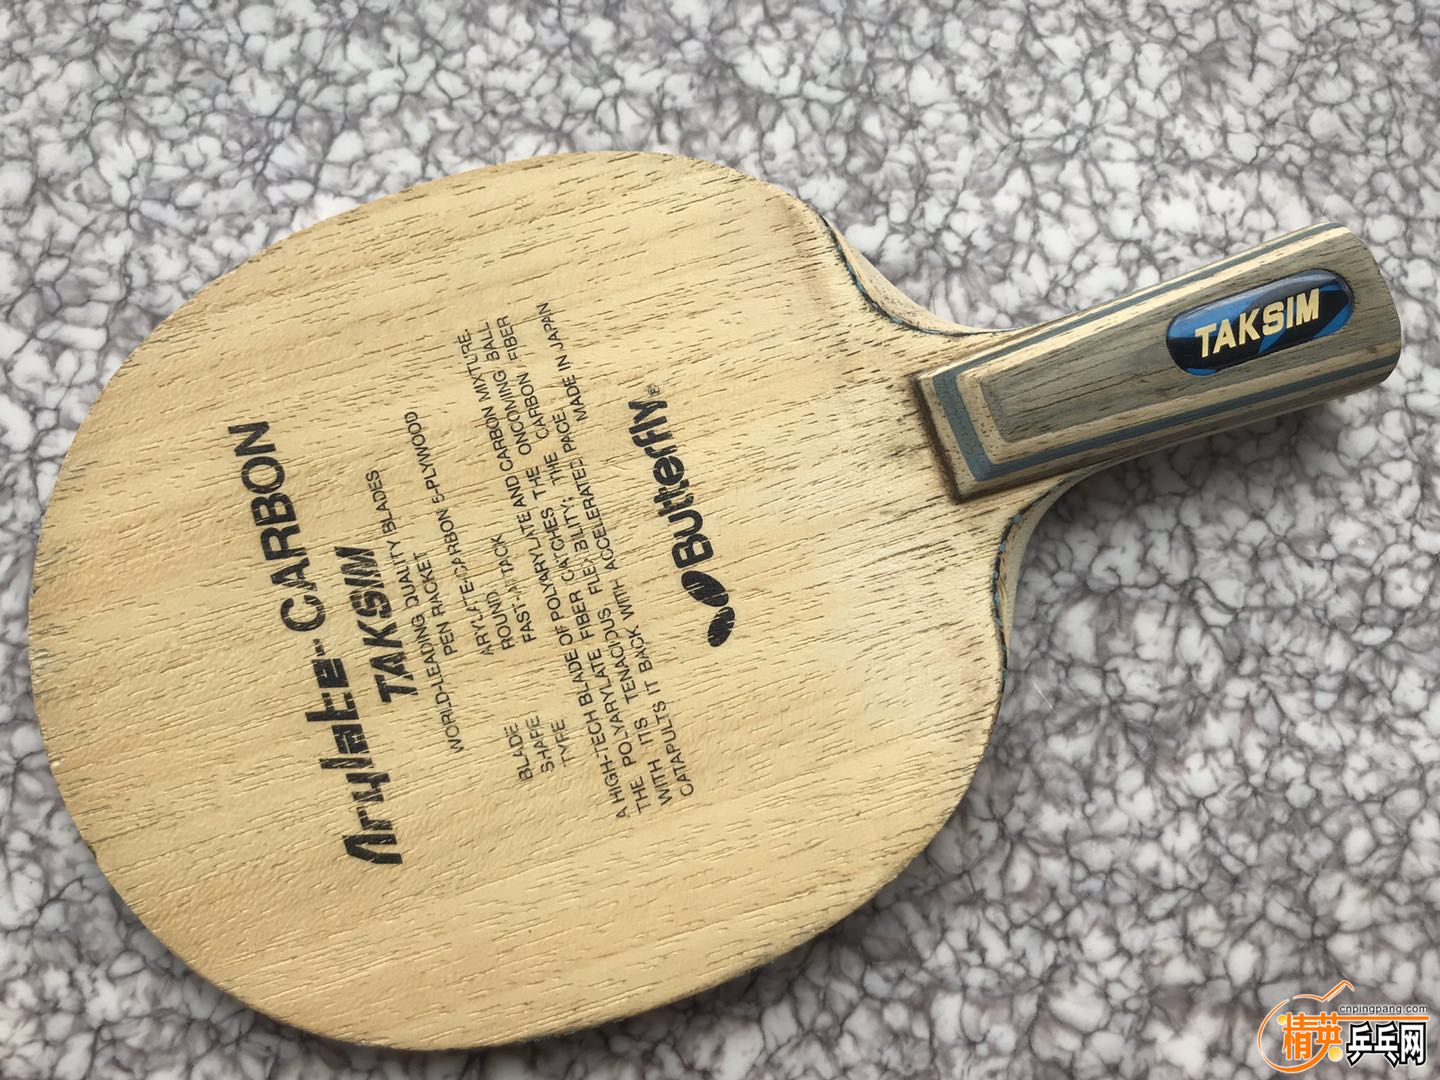 Arylate-CARBON
TAKSIM
WORLD-LEADING QUALITY BLADES
PEN RACKET
BLADE: ARYLATE-CARBON 5-PLYWOOD
SHAPE: ROUND
TYPE: FAST-ATTACK
A HIGH-TECH BLADE OF POLYARYLATE AND CARBON MIXTURE.
THE POLYARYLATE FIBER CATCHES THE ONCOMING BALL
WITH ITS TENACIOUS FLEXIBILITY; THE CARBON FIBER
CATAPULTS IT BACK WITH ACCELERATED PACE.
MADE IN JAPAN
Butterfly®
TAKSIM
cnpingpang.com
精英乒乓网